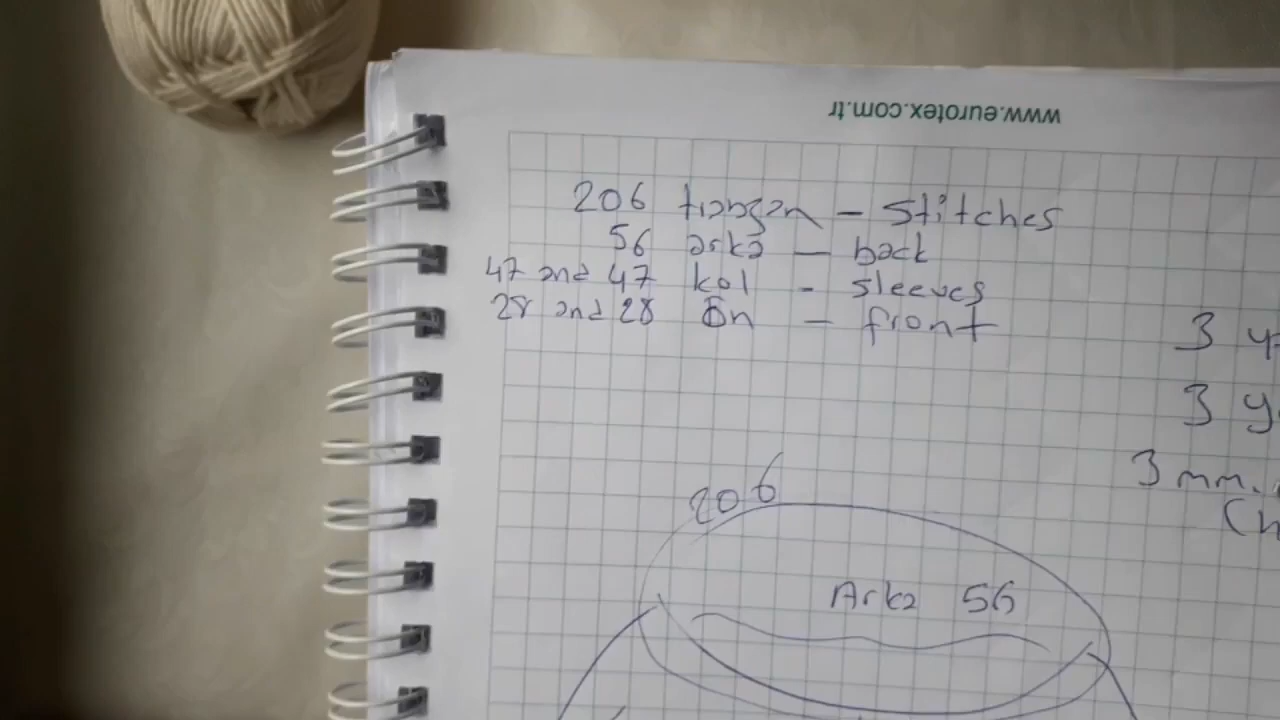 www.eurotex.com.tr
206 trabzan - stitches
56 arka - back
47 and 47 kol - sleeves
28 and 28 ön - front
3
3
3 mm.
206
Arka 56